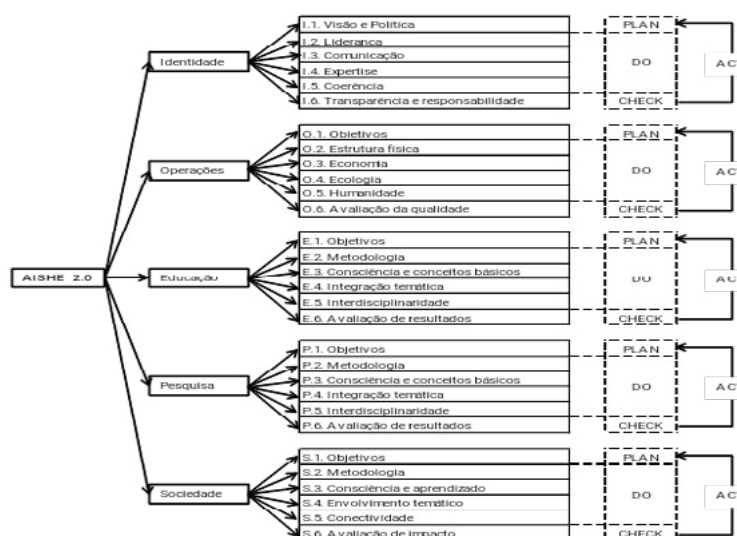 I.1. Visão e Política PLAN
I.2. Liderança
I.3. Comunicação
Identidade DO AC
I.4. Expertise
I.5. Coerência
I.6. Transparência e responsabilidade CHECK
O.1. Objetivos PLAN
O.2. Estrutura física
O.3. Economia
Operações DO AC
O.4. Ecologia
O.5. Humanidade
O.6. Avaliação da qualidade CHECK
E.1. Objetivos PLAN
E.2. Metodologia
E.3. Consciência e conceitos básicos
AISHE 2.0 Educação DO AC
E.4. Integração temática
E.5. Interdisciplinaridade
E.6. Avaliação de resultados CHECK
P.1. Objetivos PLAN
P.2. Metodologia
P.3. Consciência e conceitos básicos
Pesquisa DO AC
P.4. Integração temática
P.5. Interdisciplinaridade
P.6. Avaliação de resultados CHECK
S.1. Objetivos PLAN
S.2. Metodologia
S.3. Consciência e aprendizado
Sociedade DO AC
S.4. Envolvimento temático
S.5. Conectividade
S.6. Avaliação de impacto CHECK